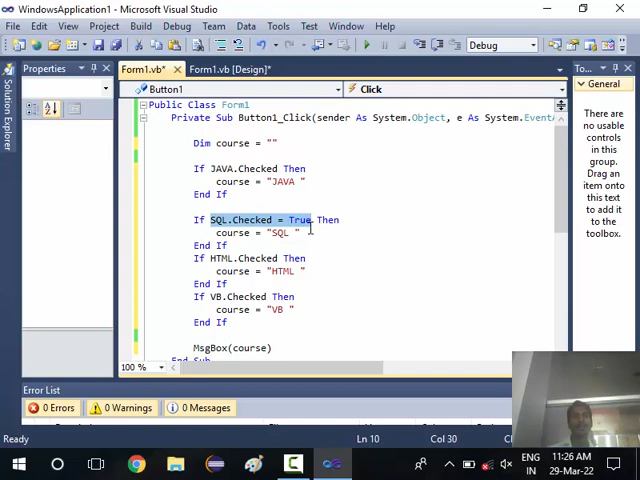 WindowsApplication1 - Microsoft Visual Studio
File Edit View Project Build Debug Team Data Tools Test Window Help
Debug
Properties
Form1.vb* Form1.vb [Design]*
To...
Solution Explorer
Button1 Click
General
Public Class Form1
Private Sub Button1_Click(sender As System.Object, e As System.EventA
Dim course = ""
If JAVA.Checked Then
course = "JAVA "
End If
If SQL.Checked = True Then
course = "SQL "
End If
If HTML.Checked Then
course = "HTML "
End If
If VB.Checked Then
course = "VB "
End If
MsgBox(course)
End Sub
There are no usable controls in this group. Drag an item onto this text to add it to the toolbox.
100 %
Error List
0 Errors 0 Warnings 0 Messages
Ready Ln 10 Col 30
ENG IN
11:26 AM
29-Mar-22